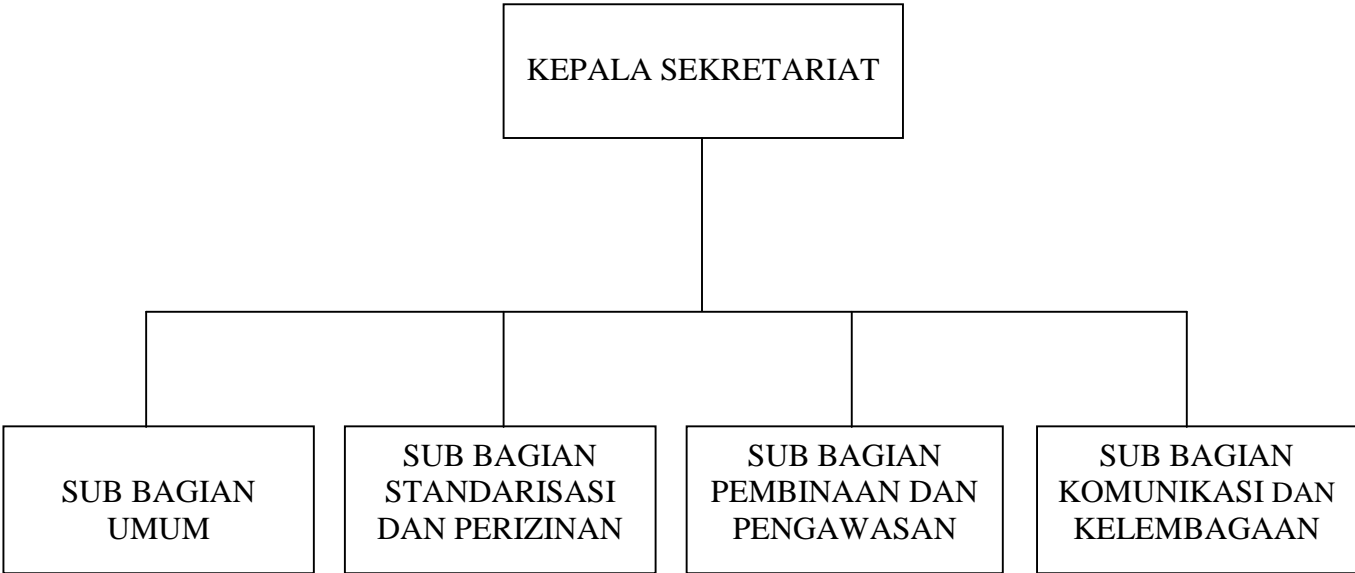 KEPALA SEKRETARIAT
SUB BAGIAN
UMUM
SUB BAGIAN
STANDARISASI
DAN PERIZINAN
SUB BAGIAN
PEMBINAAN DAN
PENGAWASAN
SUB BAGIAN
KOMUNIKASI DAN
KELEMBAGAAN